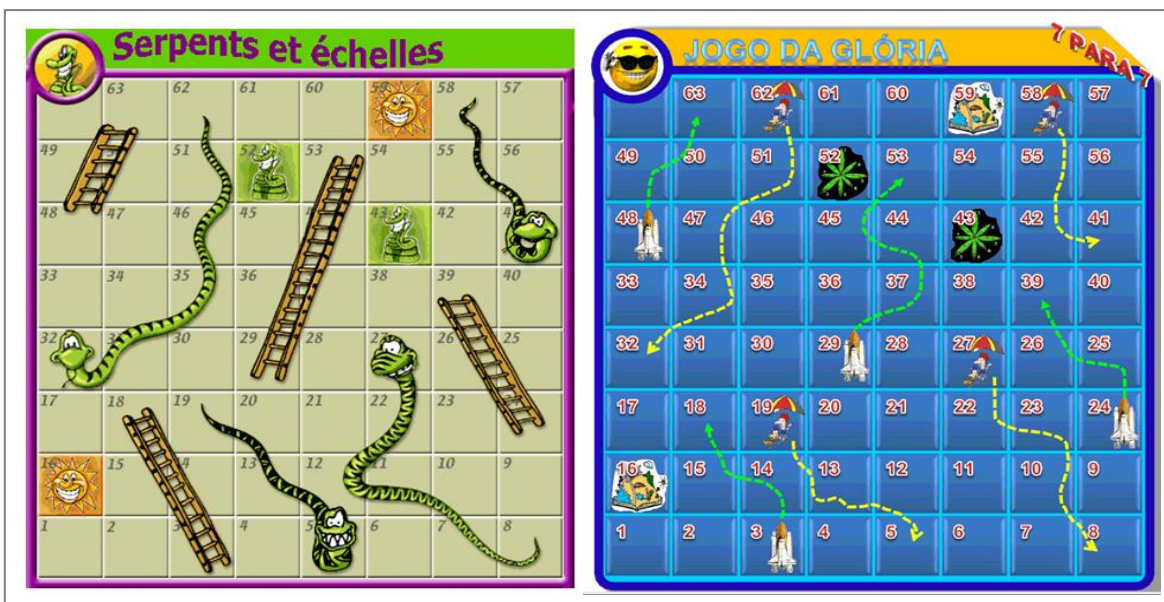 Serpents et échelles
63 62 61 60 59 58 57
49 51 52 53 54 55 56
48 47 46 45 44 43 42
33 34 35 36 38 39 40
32 30 29 28 27 26 25
17 18 19 20 21 22 23
16 15 14 13 12 11 10 9
1 2 3 4 5 6 7 8
JOGO DA GLÓRIA
7 PARA 7
63 62 61 60 59 58 57
49 50 51 52 53 54 55 56
48 47 46 45 44 43 42 41
33 34 35 36 37 38 39 40
32 31 30 29 28 27 26 25
17 18 19 20 21 22 23 24
16 15 14 13 12 11 10 9
1 2 3 4 5 6 7 8